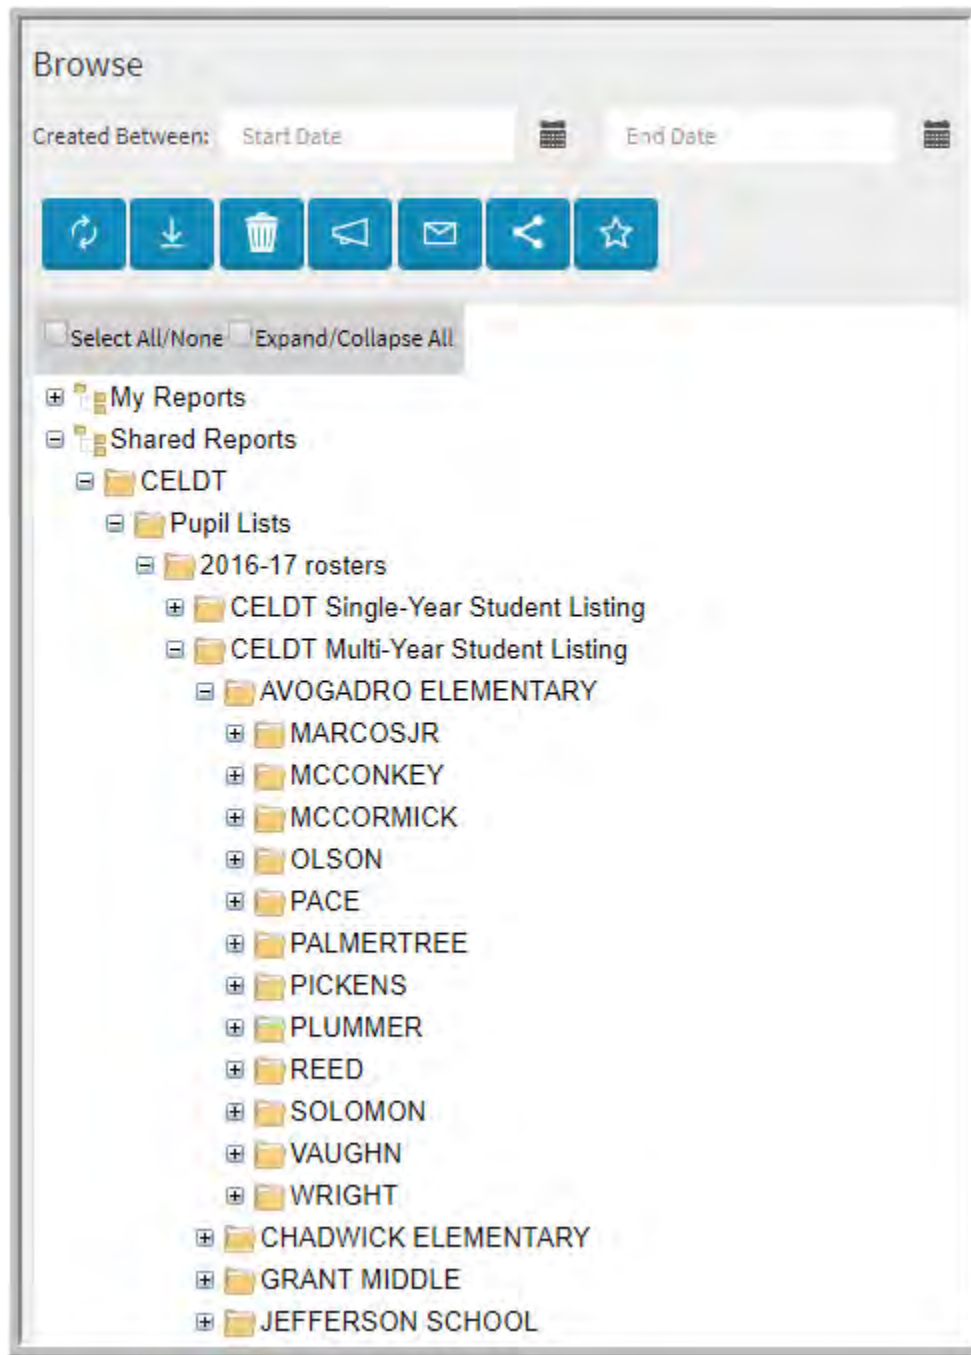 Browse
Created Between: Start Date End Date
Select All/None Expand/Collapse All
My Reports
Shared Reports
CELDT
Pupil Lists
2016-17 rosters
CELDT Single-Year Student Listing
CELDT Multi-Year Student Listing
AVOGADRO ELEMENTARY
MARCOSJR
MCCONKEY
MCCORMICK
OLSON
PACE
PALMERTREE
PICKENS
PLUMMER
REED
SOLOMON
VAUGHN
WRIGHT
CHADWICK ELEMENTARY
GRANT MIDDLE
JEFFERSON SCHOOL